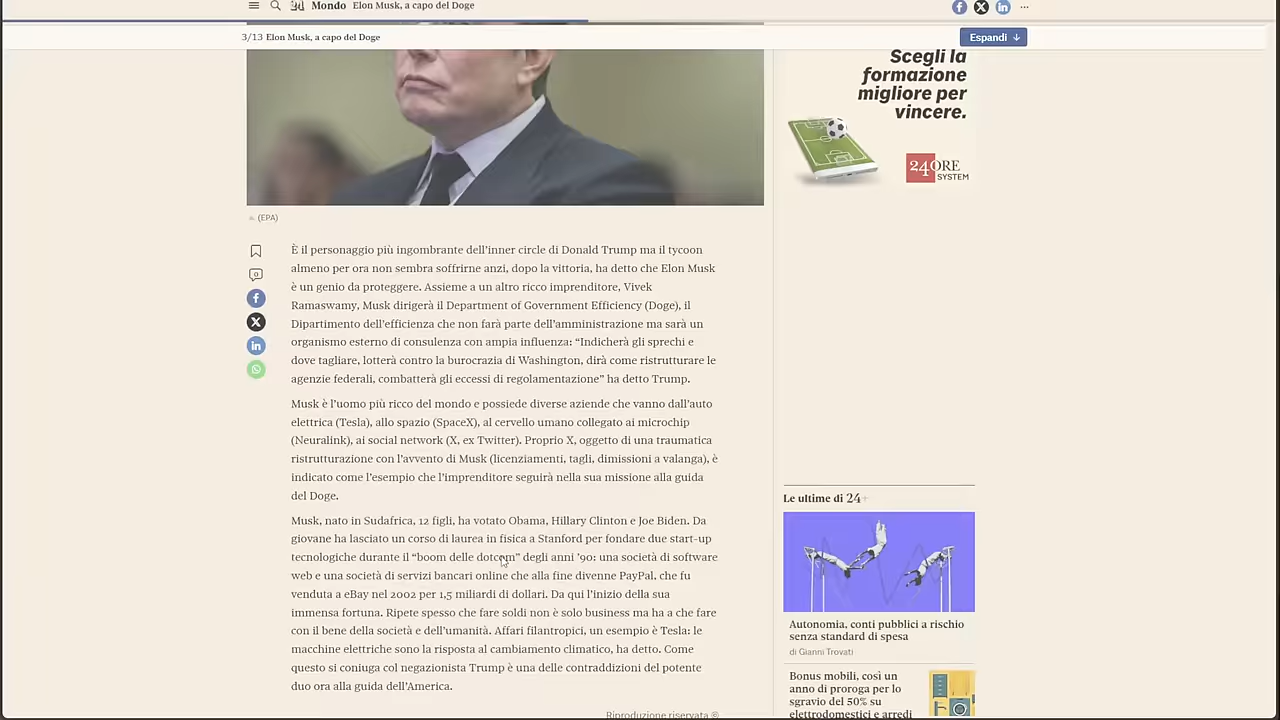 Mondo Elon Musk, a capo del Doge
3/13 Elon Musk, a capo del Doge
Espandi ↓
Scegli la
formazione
migliore per
vincere.
24ORE
SYSTEM
(EPA)
È il personaggio più ingombrante dell'inner circle di Donald Trump ma il tycoon
almeno per ora non sembra soffrirne anzi, dopo la vittoria, ha detto che Elon Musk
è un genio da proteggere. Assieme a un altro ricco imprenditore, Vivek
Ramaswamy, Musk dirigerà il Department of Government Efficiency (Doge), il
Dipartimento dell'efficienza che non farà parte dell'amministrazione ma sarà un
organismo esterno di consulenza con ampia influenza: “Indicherà gli sprechi e
dove tagliare, lotterà contro la burocrazia di Washington, dirà come ristrutturare le
agenzie federali, combatterà gli eccessi di regolamentazione” ha detto Trump.
Musk è l'uomo più ricco del mondo e possiede diverse aziende che vanno dall'auto
elettrica (Tesla), allo spazio (SpaceX), al cervello umano collegato ai microchip
(Neuralink), ai social network (X, ex Twitter). Proprio X, oggetto di una traumatica
ristrutturazione con l'avvento di Musk (licenziamenti, tagli, dimissioni a valanga), è
indicato come l'esempio che l'imprenditore seguirà nella sua missione alla guida
del Doge.
Musk, nato in Sudafrica, 12 figli, ha votato Obama, Hillary Clinton e Joe Biden. Da
giovane ha lasciato un corso di laurea in fisica a Stanford per fondare due start-up
tecnologiche durante il “boom delle dotcom” degli anni '90: una società di software
web e una società di servizi bancari online che alla fine divenne PayPal, che fu
venduta a eBay nel 2002 per 1,5 miliardi di dollari. Da qui l'inizio della sua
immensa fortuna. Ripete spesso che fare soldi non è solo business ma ha a che fare
con il bene della società e dell'umanità. Affari filantropici, un esempio è Tesla: le
macchine elettriche sono la risposta al cambiamento climatico, ha detto. Come
questo si coniuga col negazionista Trump è una delle contraddizioni del potente
duo ora alla guida dell'America.
Riproduzione riservata ©
Le ultime di 24+
Autonomia, conti pubblici a rischio
senza standard di spesa
di Gianni Trovati
Bonus mobili, così un
anno di proroga per lo
sgravio del 50% su
elettrodomestici e arredi